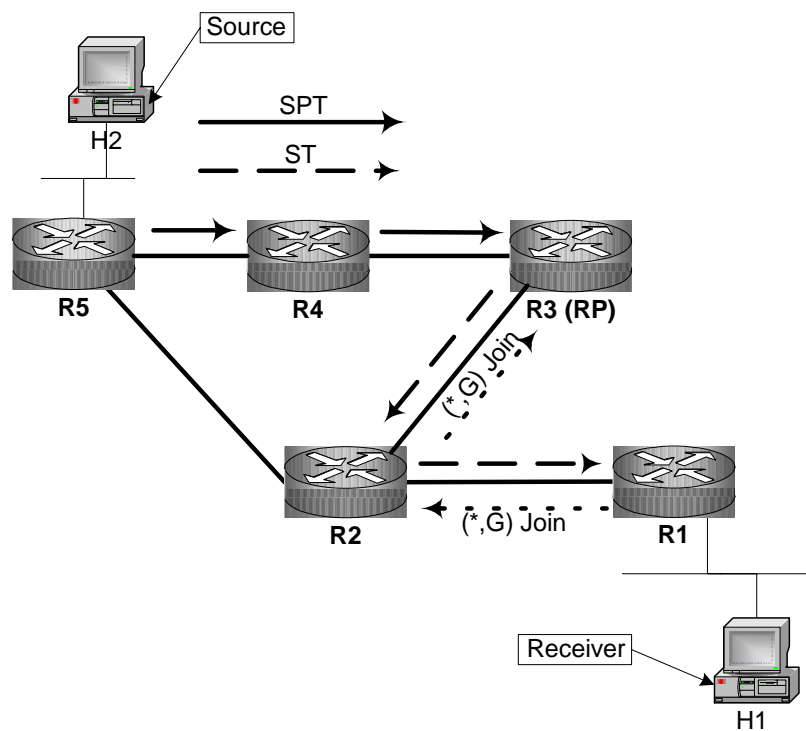 Source
H2
SPT
ST
R5
R4
R3 (RP)
(*,G) Join
R2
(*,G) Join
R1
Receiver
H1